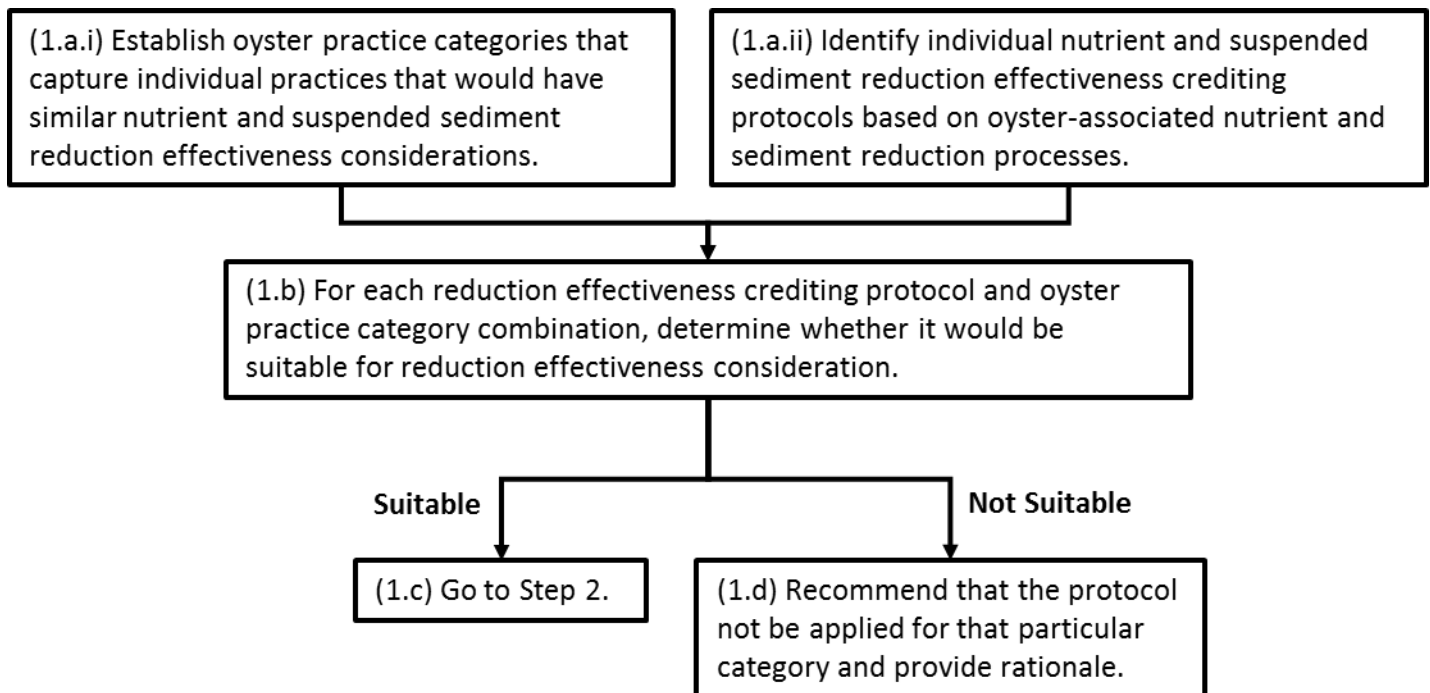 (1.a.i) Establish oyster practice categories that
capture individual practices that would have
similar nutrient and suspended sediment
reduction effectiveness considerations.
(1.a.ii) Identify individual nutrient and suspended
sediment reduction effectiveness crediting
protocols based on oyster-associated nutrient and
sediment reduction processes.
(1.b) For each reduction effectiveness crediting protocol and oyster
practice category combination, determine whether it would be
suitable for reduction effectiveness consideration.
Suitable
Not Suitable
(1.c) Go to Step 2.
(1.d) Recommend that the protocol
not be applied for that particular
category and provide rationale.